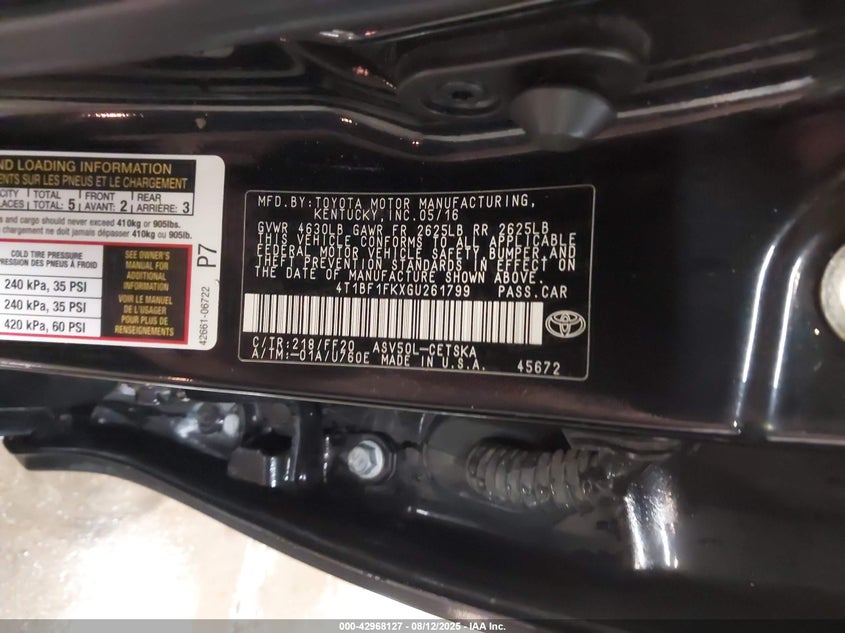 ND LOADING INFORMATION
ENTS SUR LES PNEUS ET LE CHARGEMENT
CITY TOTAL 5 FRONT 2 REAR 3
LACES TOTAL AVANT: ARRIÈRE:
s and cargo should never exceed 410kg or 905lbs.
chargement ne doit jamais dépasser 410kg ou 905lb.
COLD TIRE PRESSURE
PRESSION DES PNEUS À FROID
240 kPa, 35 PSI
240 kPa, 35 PSI
420 kPa, 60 PSI
SEE OWNER'S
MANUAL FOR
ADDITIONAL
INFORMATION
VOIR LE MANUEL
DE L'USAGER
POUR PLUS DE
RENSEIGNEMENTS
P7
42661-06722
MFD.BY:TOYOTA MOTOR MANUFACTURING,
KENTUCKY,INC.05/16
GVWR 4630LB GAWR FR 2625LB RR 2625LB
THIS VEHICLE CONFORMS TO ALL APPLICABLE
FEDERAL MOTOR VEHICLE SAFETY, BUMPER,AND
THEFT PREVENTION STANDARDS IN EFFECT ON
THE DATE OF MANUFACTURE SHOWN ABOVE.
4T1BF1FKXGU261799 PASS.CAR
C/TR:218/FF20 ASV50L-CETSKA
A/TM:-01A/U760E MADE IN U.S.A. 45672
TOYOTA
000-42968127 - 08/12/2025 - IAA Inc.